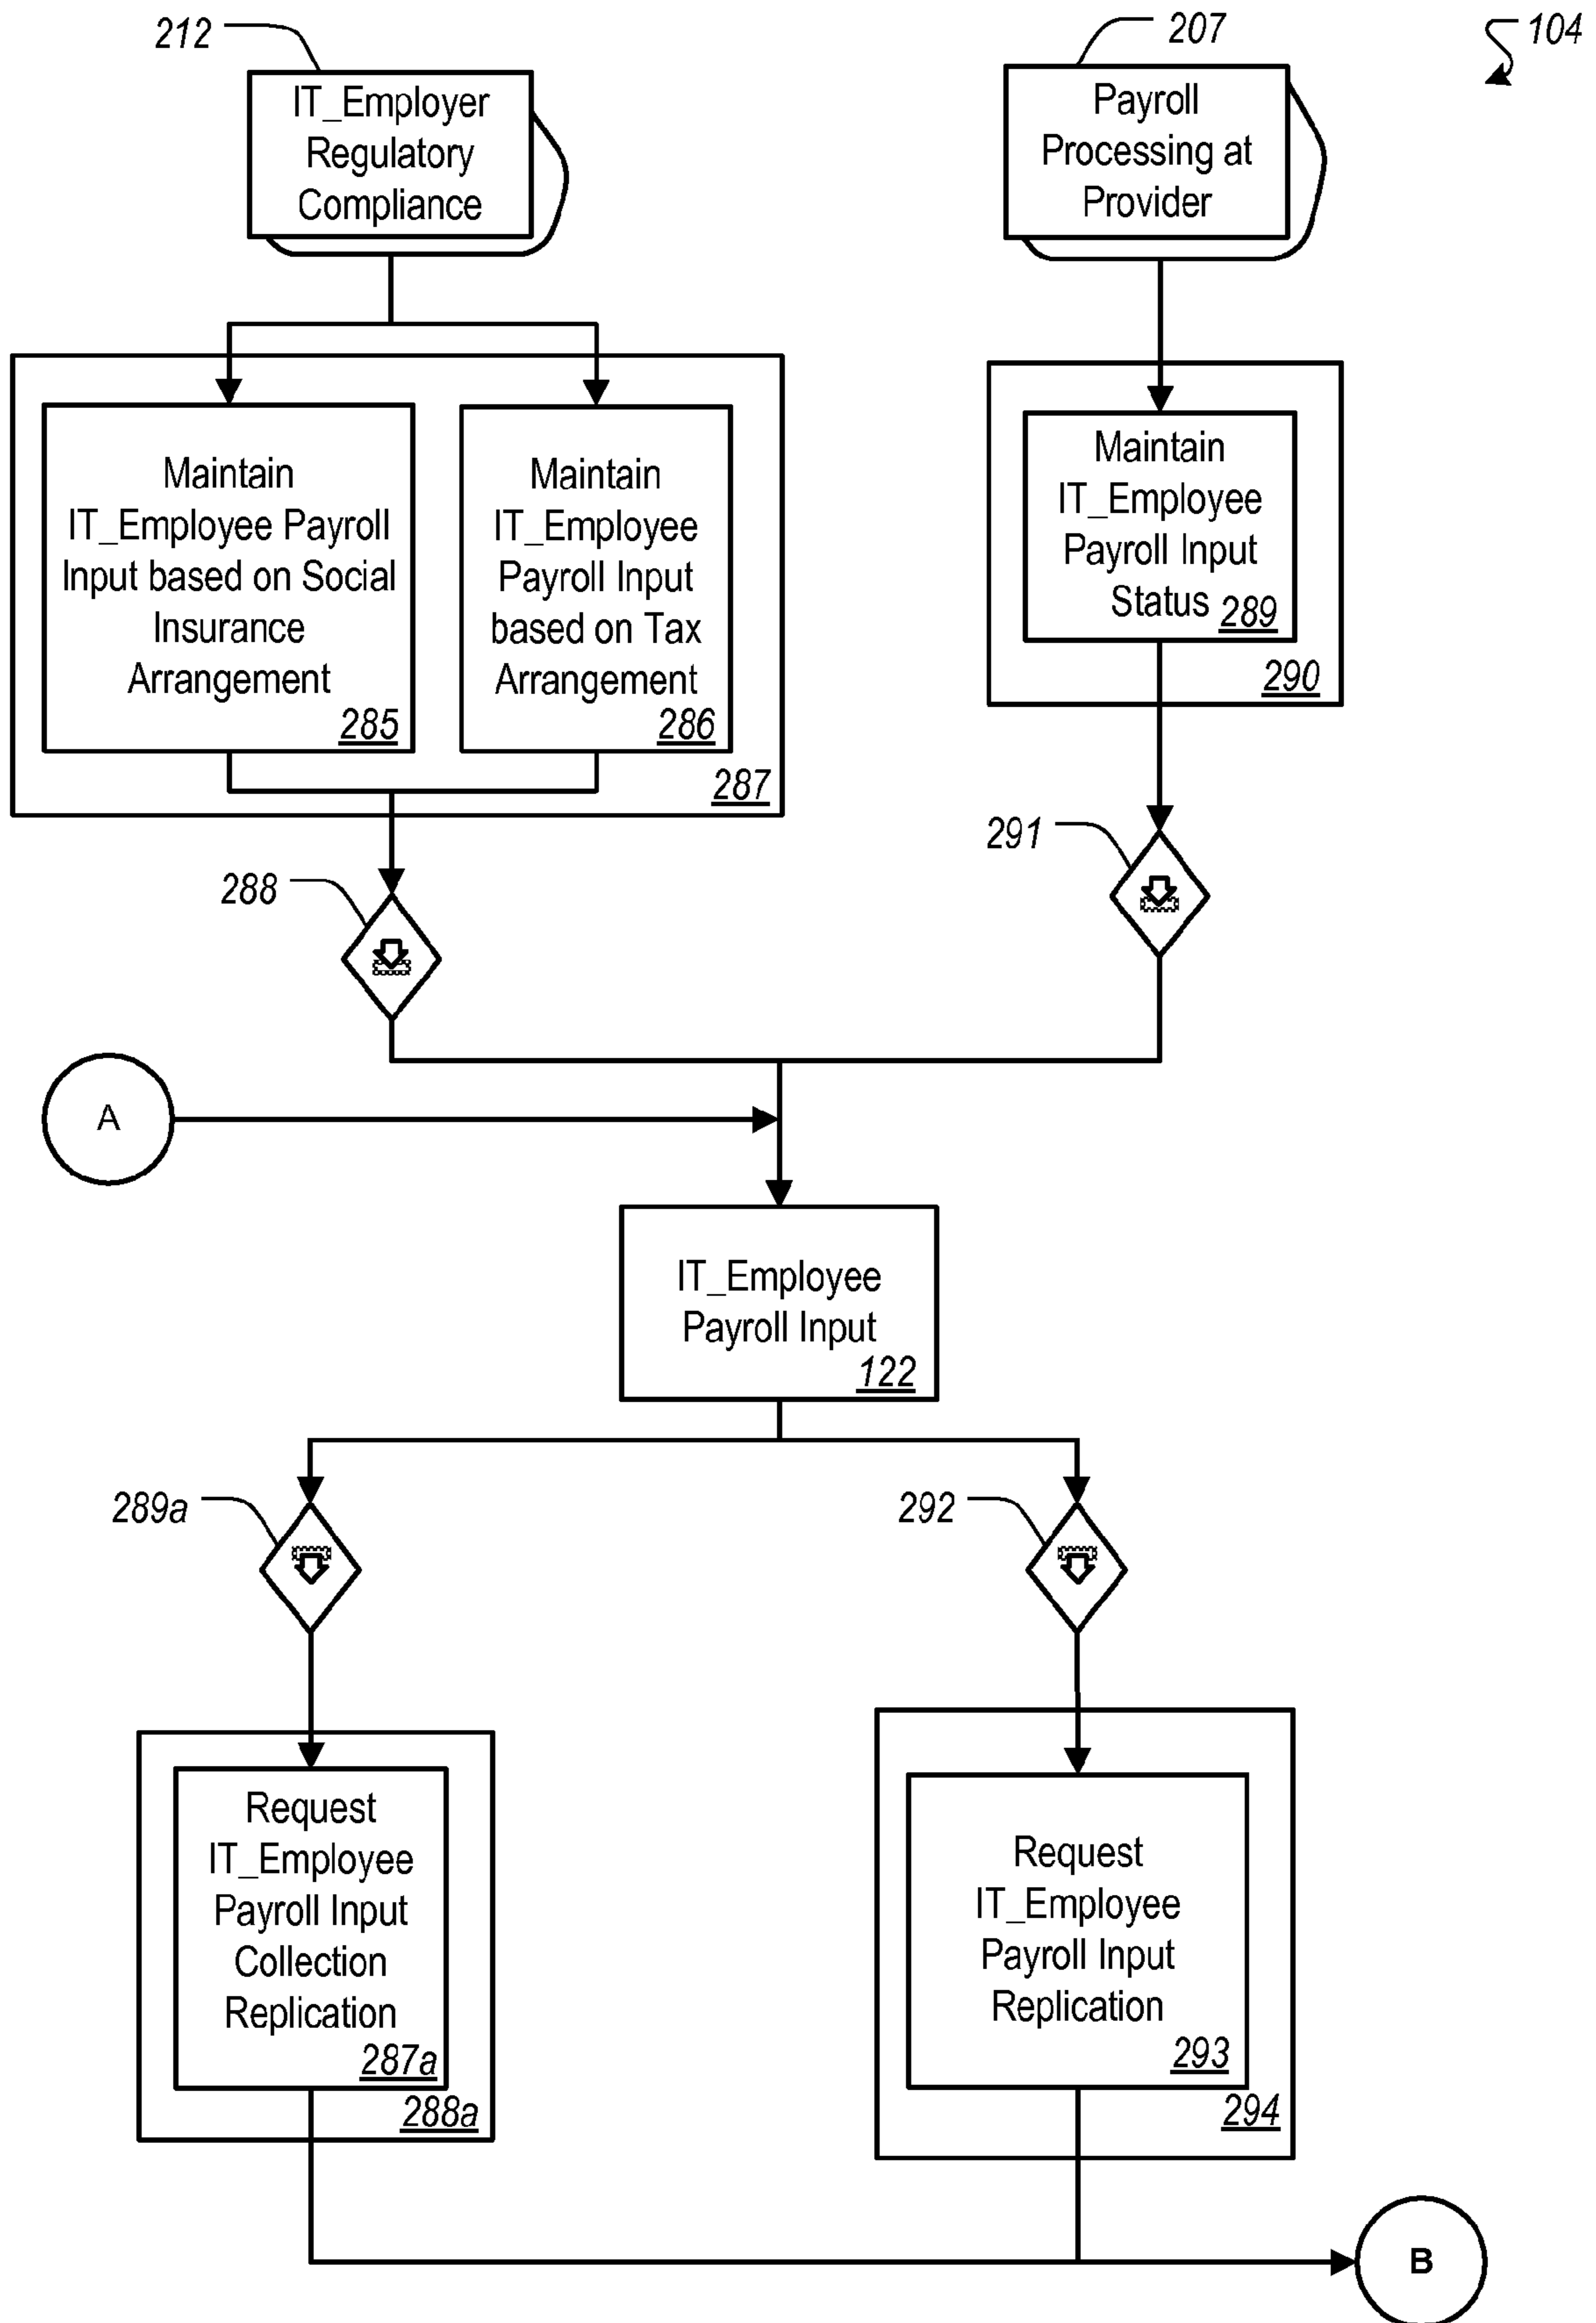 212
207
104
IT_Employer
Regulatory
Compliance
Payroll
Processing at
Provider
Maintain
IT_Employee Payroll
Input based on Social
Insurance
Arrangement
285
Maintain
IT_Employee
Payroll Input
based on Tax
Arrangement
286
287
Maintain
IT_Employee
Payroll Input
Status 289
290
288
291
A
IT_Employee
Payroll Input
122
289a
292
Request
IT_Employee
Payroll Input
Collection
Replication
287a
288a
Request
IT_Employee
Payroll Input
Replication
293
294
B